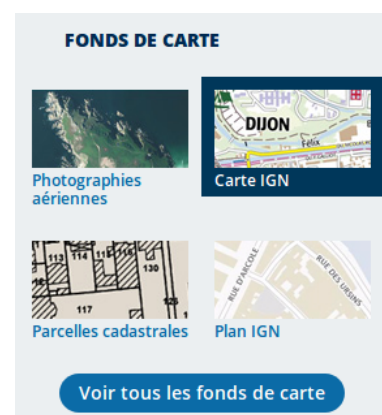 FONDS DE CARTE
DIJON
Félix
Photographies
aériennes
Carte IGN
113 114 115 116
130
117
RUE D'ARCOLE
RUE DES URSINS
Parcelles cadastrales
Plan IGN
Voir tous les fonds de carte